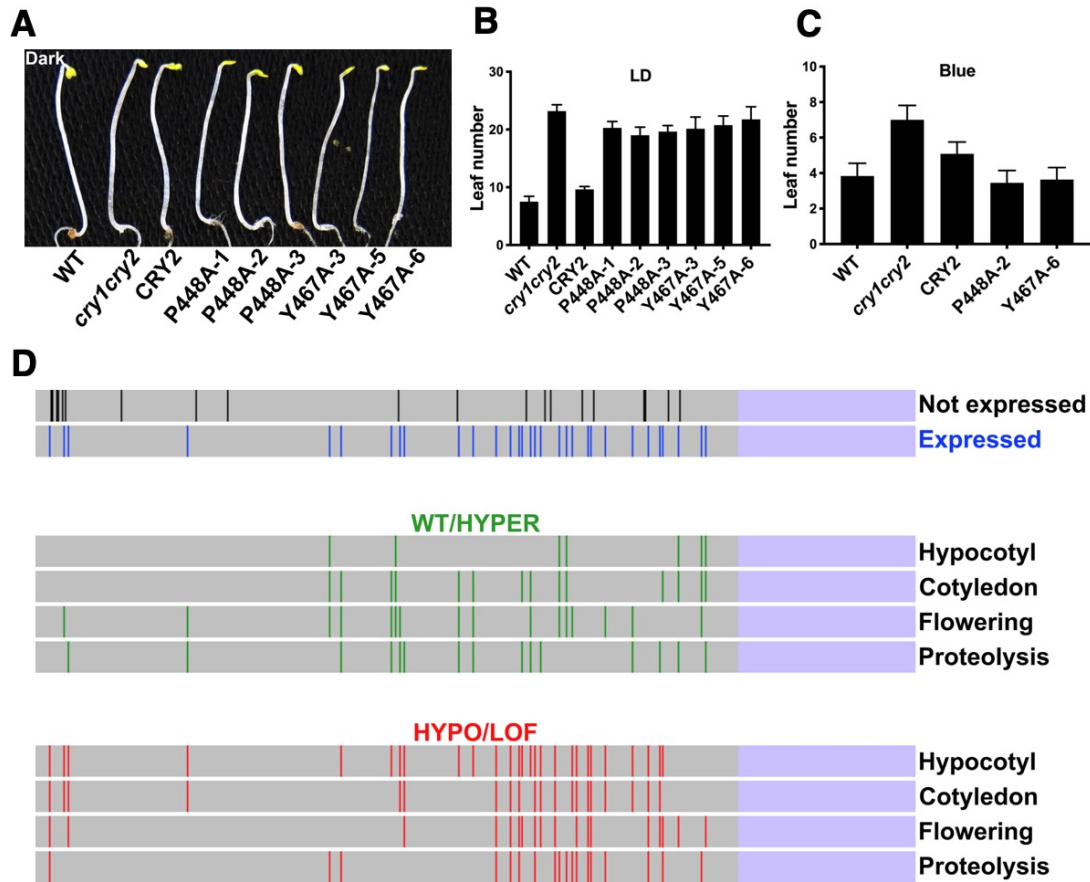 A
Dark
WT
cry1cry2
CRY2
P448A-1
P448A-2
P448A-3
Y467A-3
Y467A-5
Y467A-6
B
LD
Leaf number
30
20
10
0
WT
cry1cry2
CRY2
P448A-1
P448A-2
P448A-3
Y467A-3
Y467A-5
Y467A-6
C
Blue
Leaf number
8
6
4
2
0
WT
cry1cry2
CRY2
P448A-2
Y467A-6
D
Not expressed
Expressed
WT/HYPER
Hypocotyl
Cotyledon
Flowering
Proteolysis
HYPO/LOF
Hypocotyl
Cotyledon
Flowering
Proteolysis